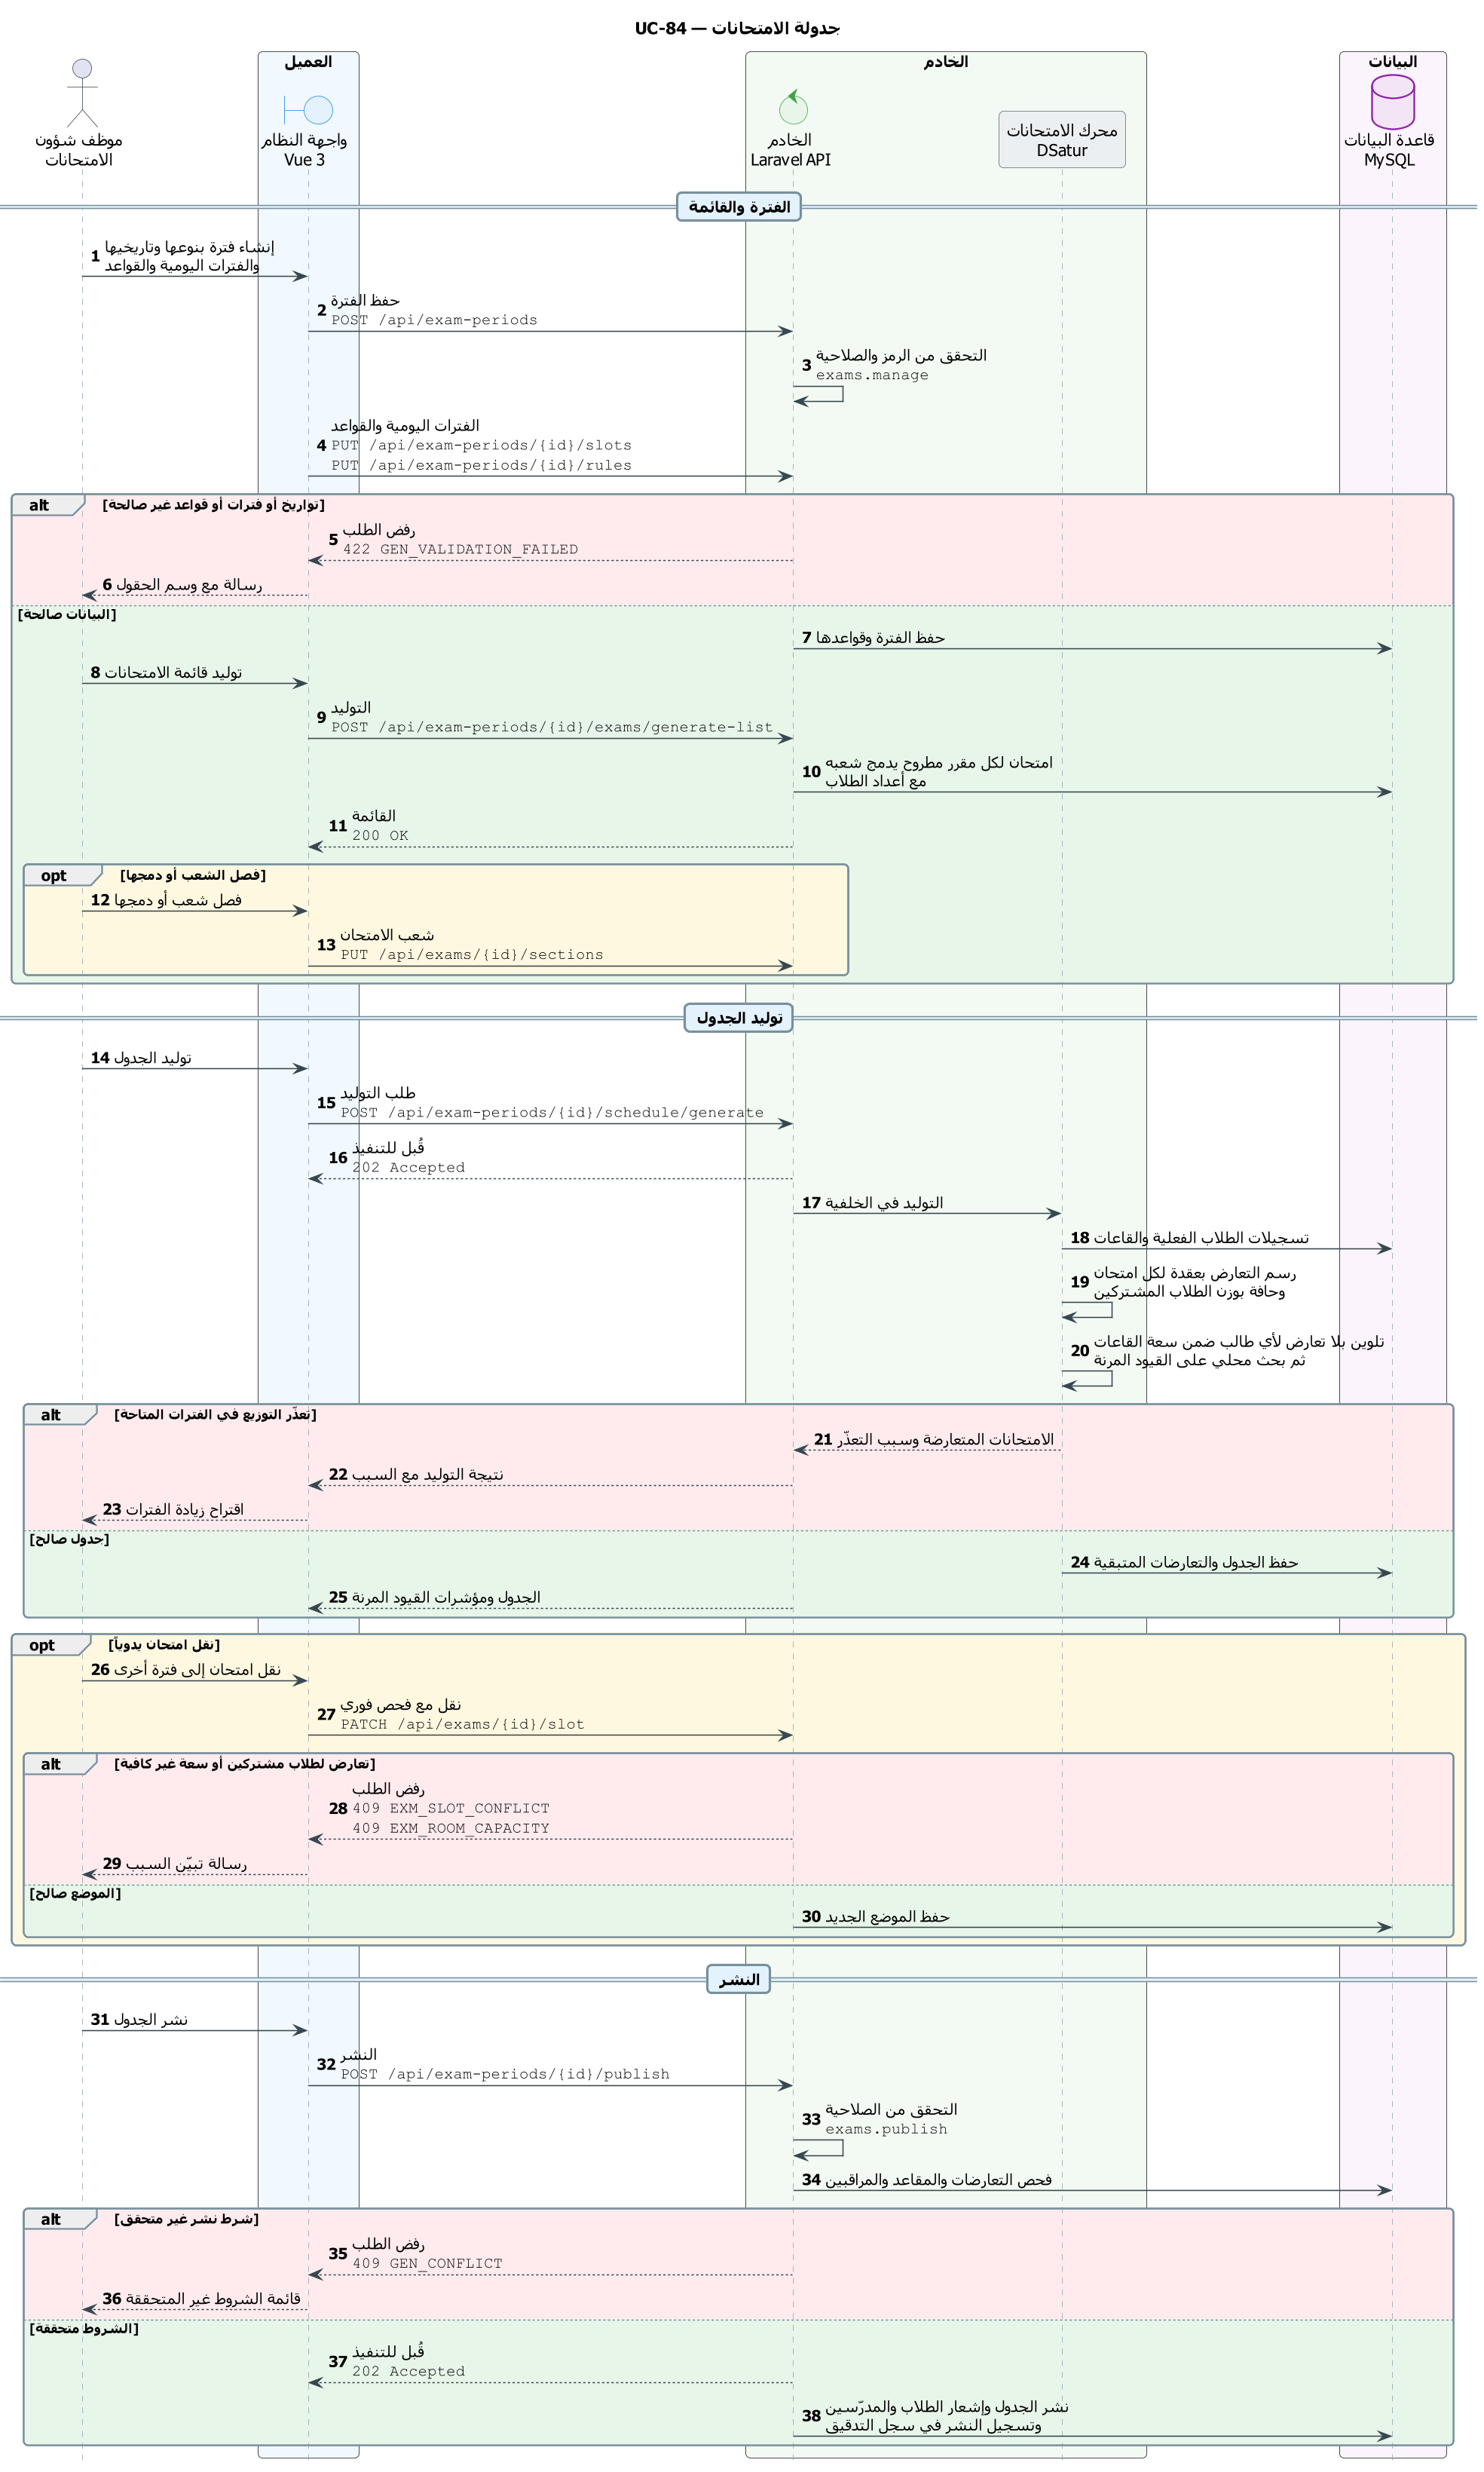 UC-84 — جدولة الامتحانات
العميل
الخادم
البيانات
موظف شؤون
الامتحانات
واجهة النظام
Vue 3
الخادم
Laravel API
محرك الامتحانات
DSatur
قاعدة البيانات
MySQL
الفترة والقائمة
1 إنشاء فترة بنوعها وتاريخيها
والفترات اليومية والقواعد
2 حفظ الفترة
POST /api/exam-periods
3 التحقق من الرمز والصلاحية
exams.manage
الفترات اليومية والقواعد
4 PUT /api/exam-periods/{id}/slots
PUT /api/exam-periods/{id}/rules
alt [تواريخ أو فترات أو قواعد غير صالحة]
5 رفض الطلب
422 GEN_VALIDATION_FAILED
6 رسالة مع وسم الحقول
[البيانات صالحة]
7 حفظ الفترة وقواعدها
8 توليد قائمة الامتحانات
9 التوليد
POST /api/exam-periods/{id}/exams/generate-list
10 امتحان لكل مقرر مطروح يدمج شعبه
مع أعداد الطلاب
11 القائمة
200 OK
opt [فصل الشعب أو دمجها]
12 فصل شعب أو دمجها
13 شعب الامتحان
PUT /api/exams/{id}/sections
توليد الجدول
14 توليد الجدول
15 طلب التوليد
POST /api/exam-periods/{id}/schedule/generate
16 قُبل للتنفيذ
202 Accepted
17 التوليد في الخلفية
18 تسجيلات الطلاب الفعلية والقاعات
19 رسم التعارض بعقدة لكل امتحان
وحافة بوزن الطلاب المشتركين
20 تلوين بلا تعارض لأي طالب ضمن سعة القاعات
ثم بحث محلي على القيود المرنة
alt [تعذّر التوزيع في الفترات المتاحة]
21 الامتحانات المتعارضة وسبب التعذّر
22 نتيجة التوليد مع السبب
23 اقتراح زيادة الفترات
[جدول صالح]
24 حفظ الجدول والتعارضات المتبقية
25 الجدول ومؤشرات القيود المرنة
opt [نقل امتحان يدوياً]
26 نقل امتحان إلى فترة أخرى
27 نقل مع فحص فوري
PATCH /api/exams/{id}/slot
alt [تعارض لطلاب مشتركين أو سعة غير كافية]
رفض الطلب
28 409 EXM_SLOT_CONFLICT
409 EXM_ROOM_CAPACITY
29 رسالة تبيّن السبب
[الموضع صالح]
30 حفظ الموضع الجديد
النشر
31 نشر الجدول
32 النشر
POST /api/exam-periods/{id}/publish
33 التحقق من الصلاحية
exams.publish
34 فحص التعارضات والمقاعد والمراقبين
alt [شرط نشر غير متحقق]
35 رفض الطلب
409 GEN_CONFLICT
36 قائمة الشروط غير المتحققة
[الشروط متحققة]
37 قُبل للتنفيذ
202 Accepted
38 نشر الجدول وإشعار الطلاب والمدرّسين
وتسجيل النشر في سجل التدقيق